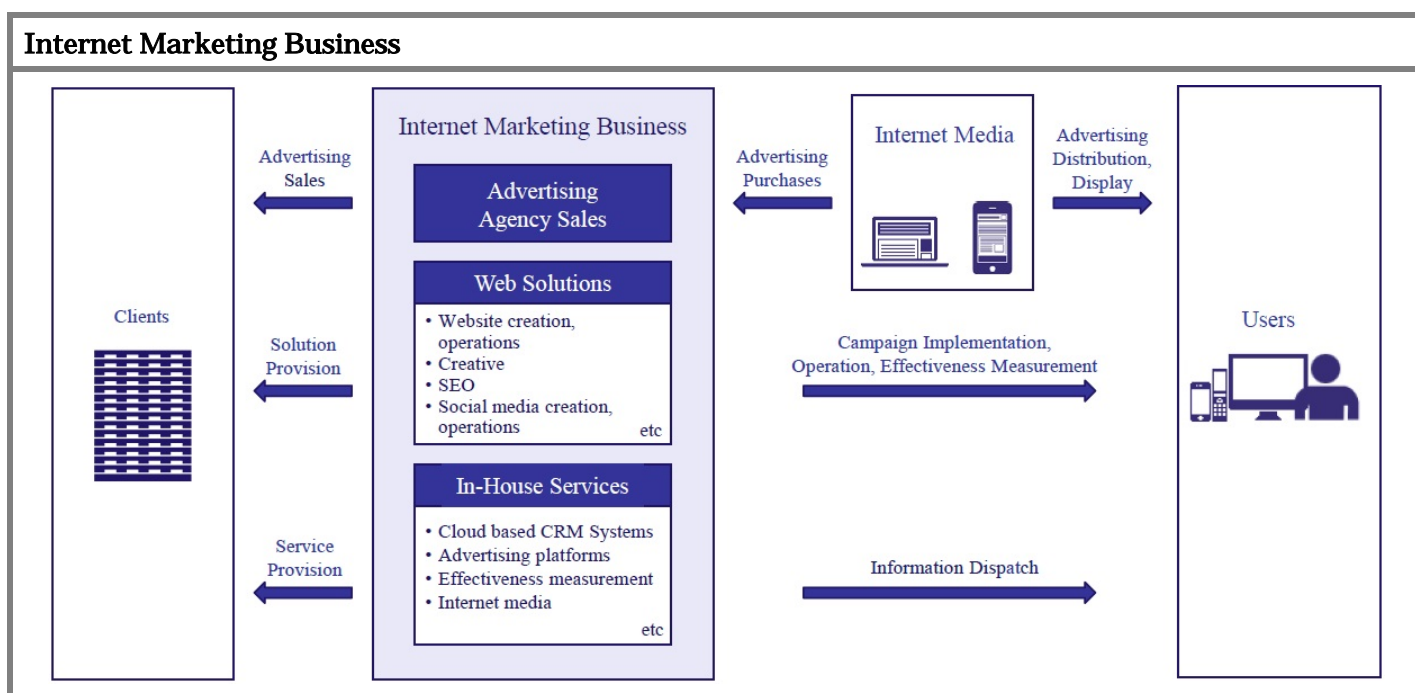 Internet Marketing Business
Clients
Advertising
Sales
Solution
Provision
Service
Provision
Internet Marketing Business
Advertising
Agency Sales
Web Solutions
• Website creation,
operations
• Creative
• SEO
• Social media creation,
operations
etc
In-House Services
• Cloud based CRM Systems
• Advertising platforms
• Effectiveness measurement
• Internet media
etc
Advertising
Purchases
Internet Media
Advertising
Distribution,
Display
Campaign Implementation,
Operation, Effectiveness Measurement
Information Dispatch
Users